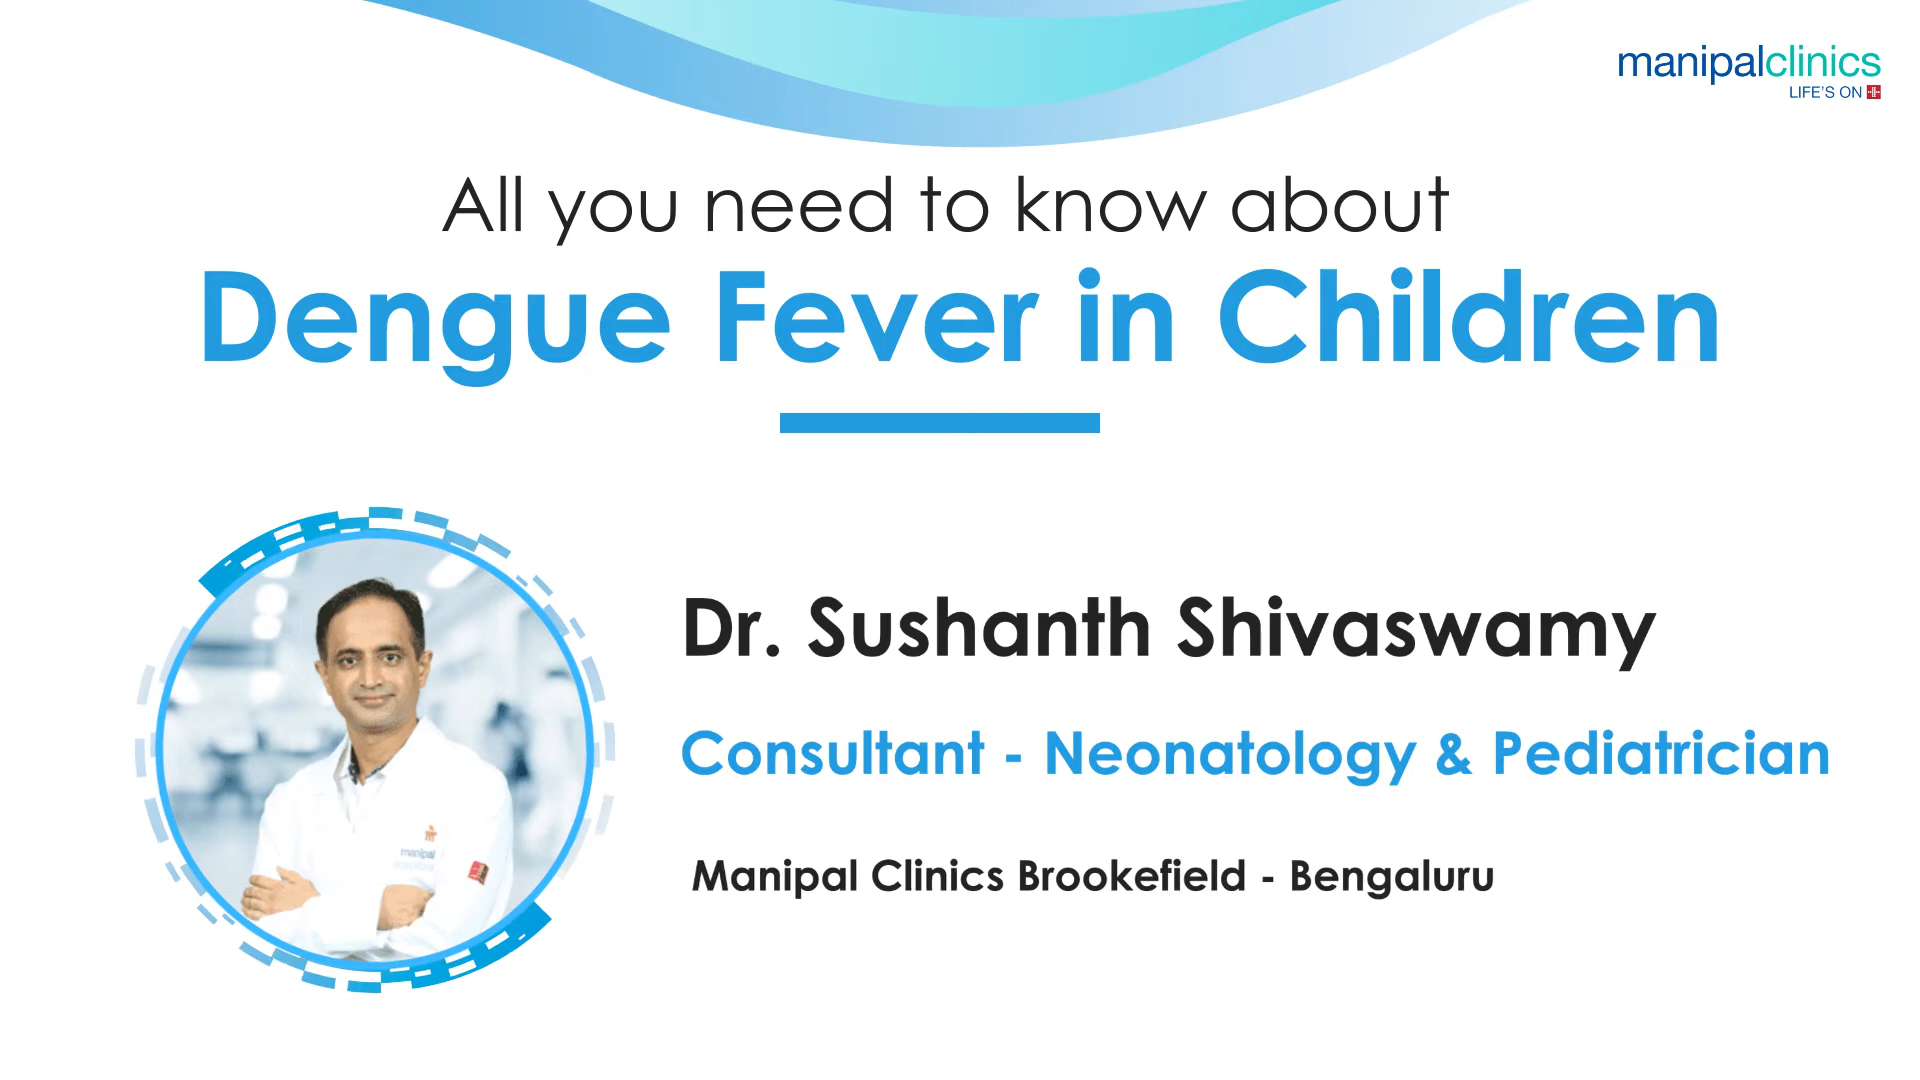 manipalclinics
LIFE'S ON
All you need to know about
Dengue Fever in Children
Dr. Sushanth Shivaswamy
Consultant - Neonatology & Pediatrician
manipal
Manipal Clinics Brookefield - Bengaluru